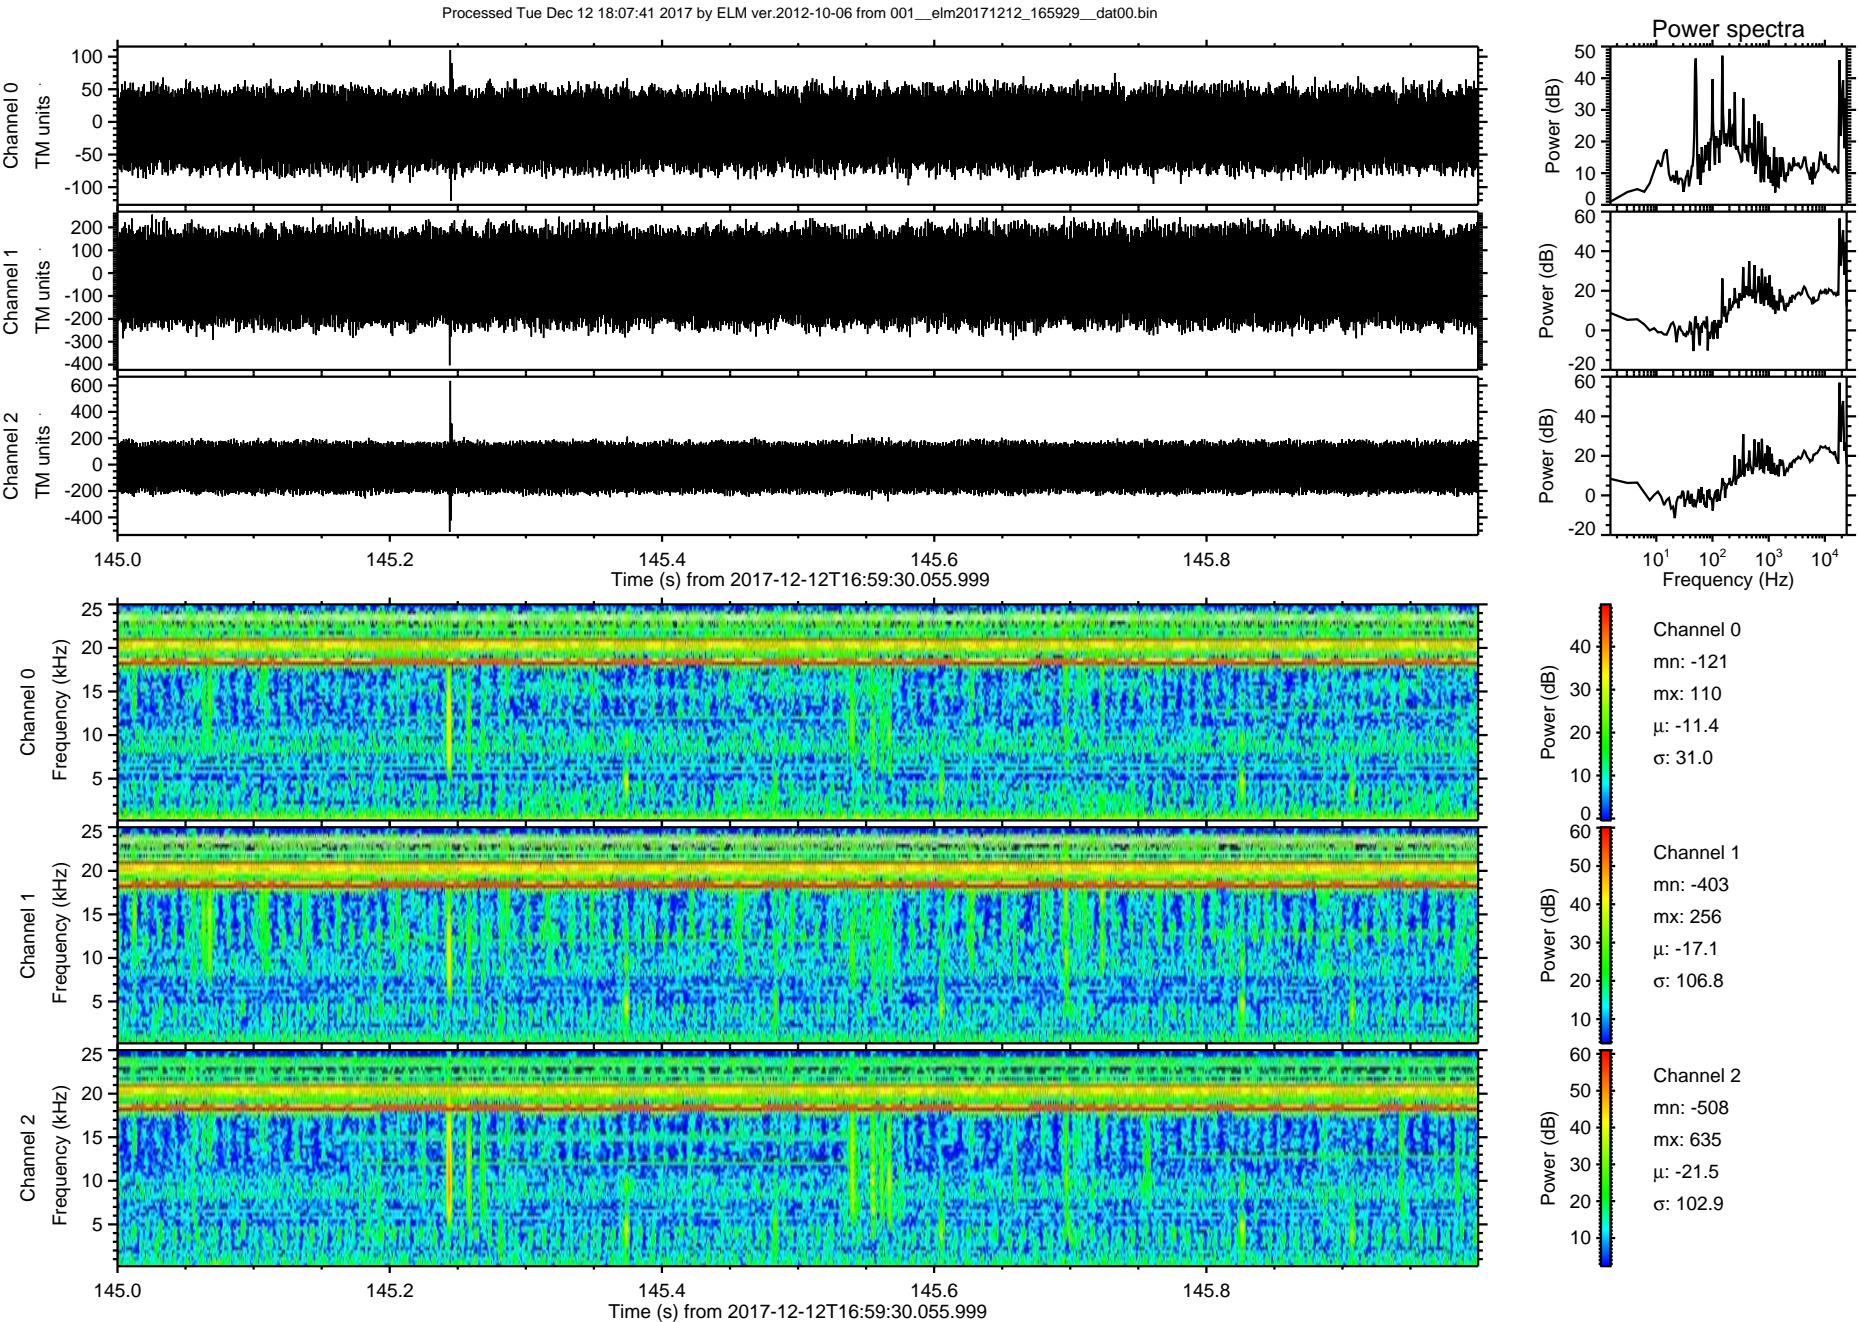 Processed Tue Dec 12 18:07:41 2017 by ELM ver.2012-10-06 from 001__elm20171212_165929__dat00.bin
Power spectra
Channel 0
TM units
100
50
0
-50
-100
Power (dB)
50
40
30
20
10
0
Channel 1
TM units
200
100
0
-100
-200
-300
-400
Power (dB)
60
40
20
0
-20
Channel 2
TM units
600
400
200
0
-200
-400
Power (dB)
60
40
20
0
-20
145.0 145.2 145.4 145.6 145.8
Time (s) from 2017-12-12T16:59:30.055.999
10¹ 10² 10³ 10⁴
Frequency (Hz)
Channel 0
Frequency (kHz)
25
20
15
10
5
Power (dB)
40
30
20
10
0
Channel 0
mn: -121
mx: 110
μ: -11.4
σ: 31.0
Channel 1
Frequency (kHz)
25
20
15
10
5
Power (dB)
60
50
40
30
20
10
Channel 1
mn: -403
mx: 256
μ: -17.1
σ: 106.8
Channel 2
Frequency (kHz)
25
20
15
10
5
Power (dB)
60
50
40
30
20
10
Channel 2
mn: -508
mx: 635
μ: -21.5
σ: 102.9
145.0 145.2 145.4 145.6 145.8
Time (s) from 2017-12-12T16:59:30.055.999